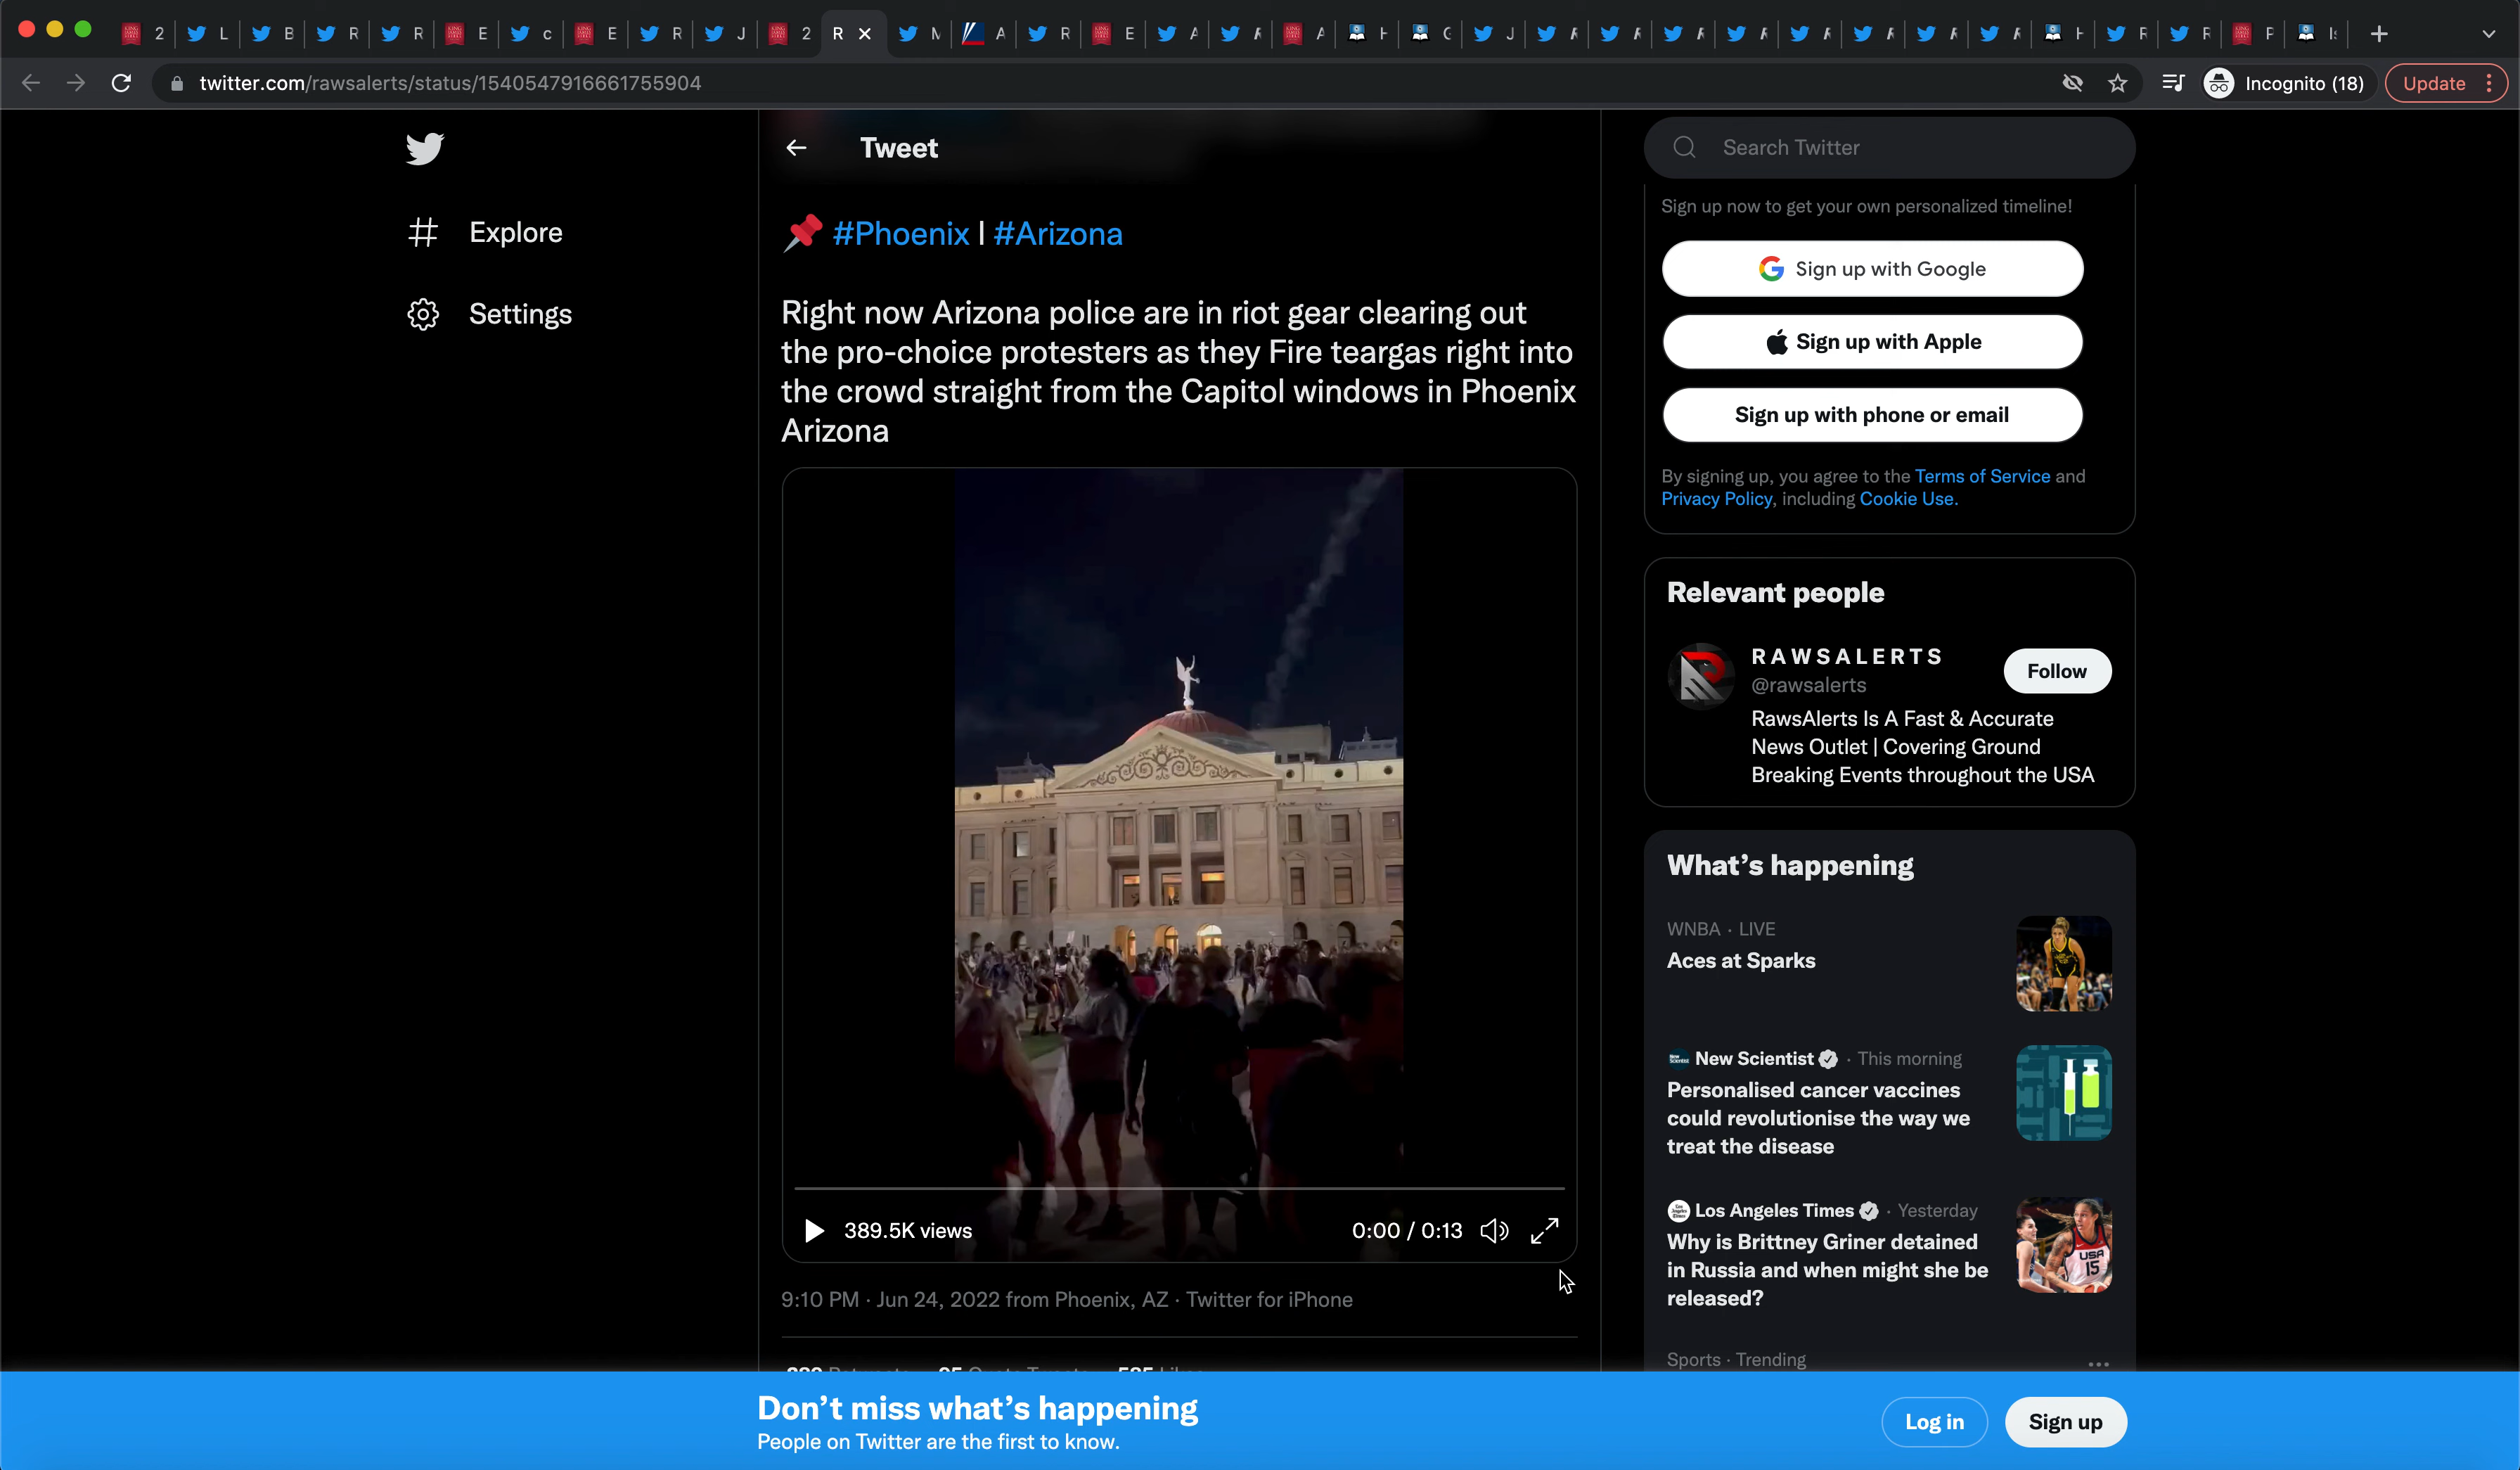 2
L
B
R
R
E
c
E
R
J
2
R
A
R
E
J
twitter.com/rawsalerts/status/1540547916661755904
Incognito (18)
Update
Explore
Settings
Tweet
#Phoenix | #Arizona
Right now Arizona police are in riot gear clearing out
the pro-choice protesters as they Fire teargas right into
the crowd straight from the Capitol windows in Phoenix
Arizona
389.5K views
0:00 / 0:13
9:10 PM · Jun 24, 2022 from Phoenix, AZ · Twitter for iPhone
Search Twitter
Sign up now to get your own personalized timeline!
Sign up with Google
Sign up with Apple
Sign up with phone or email
By signing up, you agree to the Terms of Service and
Privacy Policy, including Cookie Use.
Relevant people
R A W S A L E R T S
@rawsalerts
Follow
RawsAlerts Is A Fast & Accurate
News Outlet | Covering Ground
Breaking Events throughout the USA
What's happening
WNBA · LIVE
Aces at Sparks
New Scientist · This morning
Personalised cancer vaccines
could revolutionise the way we
treat the disease
Los Angeles Times · Yesterday
Why is Brittney Griner detained
in Russia and when might she be
released?
USA
15
Sports · Trending
Don't miss what's happening
People on Twitter are the first to know.
Log in
Sign up